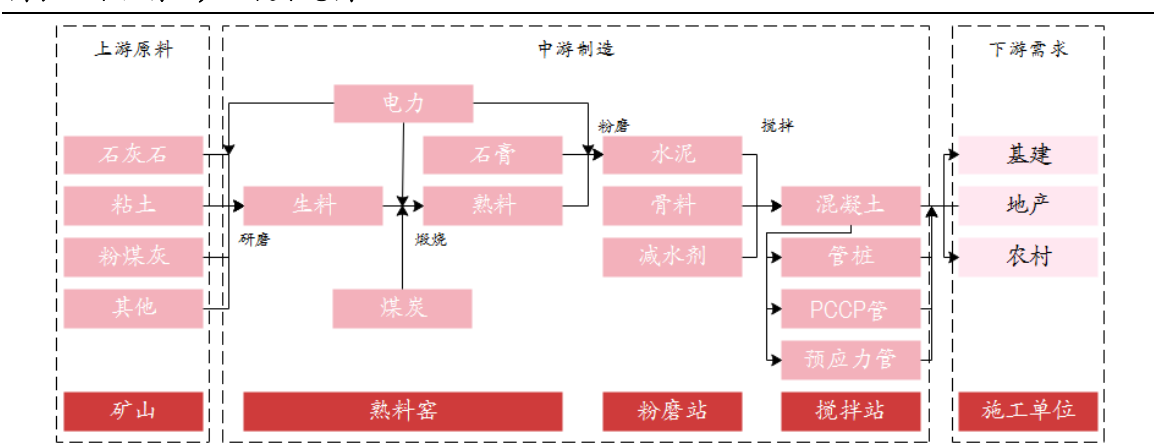 上游原料
中游制造
下游需求
电力
粉磨
搅拌
石灰石
石膏
水泥
基建
粘土
生料
熟料
骨料
混凝土
地产
研磨
煅烧
粉煤灰
减水剂
管桩
农村
其他
煤炭
PCCP管
预应力管
矿山
熟料窑
粉磨站
搅拌站
施工单位